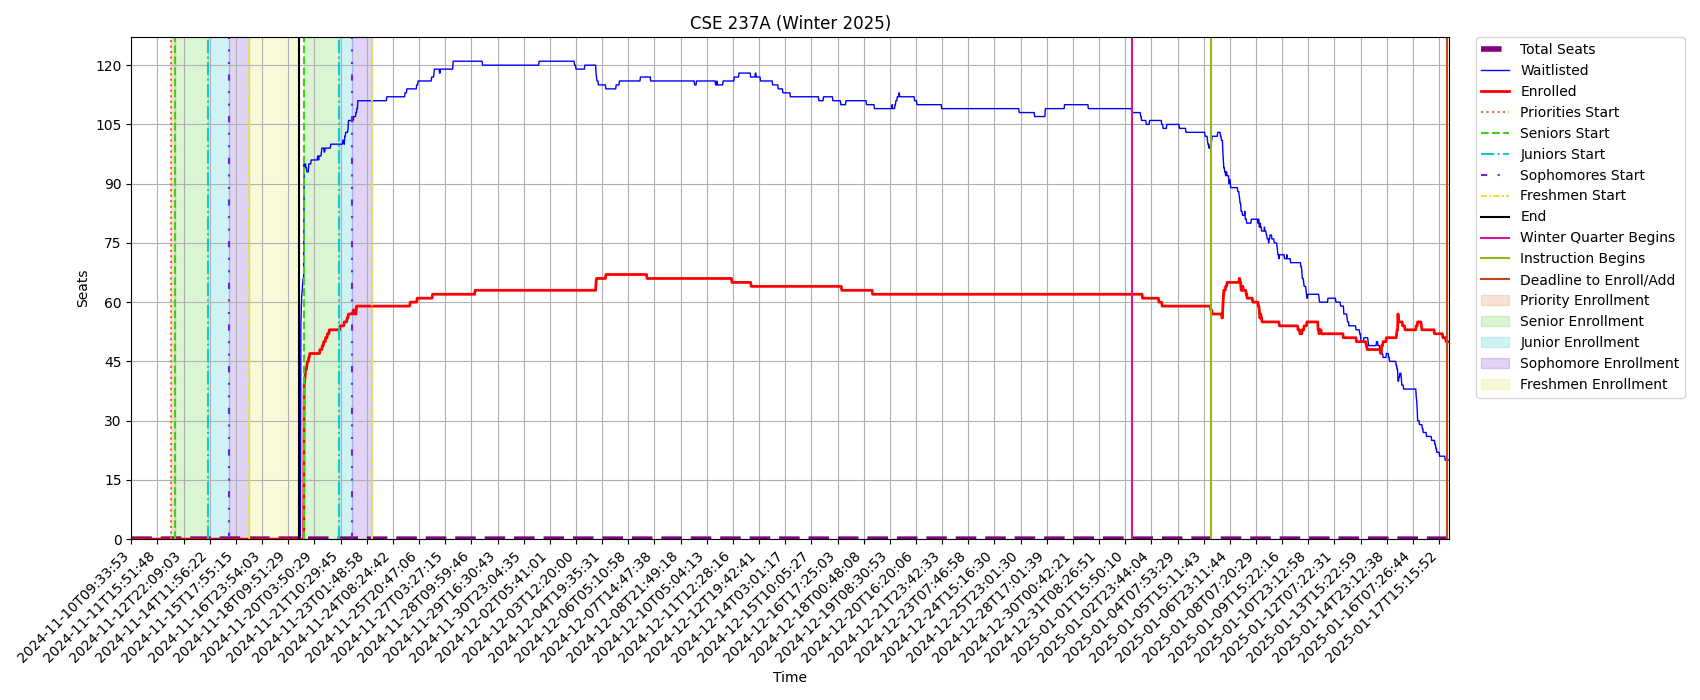 CSE 237A (Winter 2025)
Seats
120
105
90
75
60
45
30
15
0
2024-11-10T09:33:53
2024-11-11T15:51:48
2024-11-12T22:09:03
2024-11-14T11:56:22
2024-11-15T17:55:15
2024-11-16T23:54:03
2024-11-18T09:51:29
2024-11-20T03:50:29
2024-11-21T10:29:45
2024-11-23T01:48:58
2024-11-24T08:24:42
2024-11-25T20:47:06
2024-11-27T03:27:15
2024-11-28T09:59:46
2024-11-29T16:30:43
2024-11-30T23:04:35
2024-12-02T05:41:01
2024-12-03T12:20:00
2024-12-04T19:35:31
2024-12-06T05:10:58
2024-12-07T14:47:38
2024-12-08T21:49:18
2024-12-10T05:04:13
2024-12-11T12:28:16
2024-12-12T19:42:41
2024-12-14T03:01:17
2024-12-15T10:05:27
2024-12-16T17:25:03
2024-12-18T00:48:09
2024-12-19T08:30:53
2024-12-20T16:20:06
2024-12-21T23:42:33
2024-12-23T07:46:58
2024-12-24T15:16:30
2024-12-25T23:01:30
2024-12-28T17:01:39
2024-12-30T00:42:21
2024-12-31T08:26:51
2025-01-01T15:50:10
2025-01-02T23:44:04
2025-01-04T07:53:29
2025-01-05T15:11:43
2025-01-06T23:11:44
2025-01-08T07:20:29
2025-01-09T15:22:16
2025-01-10T23:12:58
2025-01-12T07:22:31
2025-01-13T15:22:59
2025-01-14T23:12:38
2025-01-16T07:26:44
2025-01-17T15:15:52
Time
Total Seats
Waitlisted
Enrolled
Priorities Start
Seniors Start
Juniors Start
Sophomores Start
Freshmen Start
End
Winter Quarter Begins
Instruction Begins
Deadline to Enroll/Add
Priority Enrollment
Senior Enrollment
Junior Enrollment
Sophomore Enrollment
Freshmen Enrollment